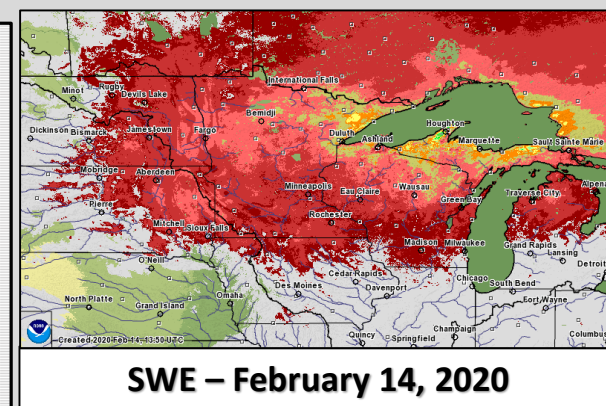 International Falls
Minot
Rugby
Devils Lake
Bemidji
Houghton
Duluth
Ashland
Marquette
Sault Sainte Marie
Dickinson Bismarck
Jamestown
Fargo
Mobridge
Aberdeen
Minneapolis
Eau Claire
Wausau
Green Bay
Traverse City
Alpena
Pierre
Rochester
Mitchell
Sioux Falls
Madison
Milwaukee
Grand Rapids
Lansing
O'Neill
Detroit
Cedar Rapids
Chicago
South Bend
North Platte
Grand Island
Omaha
Des Moines
Davenport
Fort Wayne
Quincy
Springfield
Champaign
Columbus
Created 2020 Feb 14, 13:50 UTC
SWE – February 14, 2020